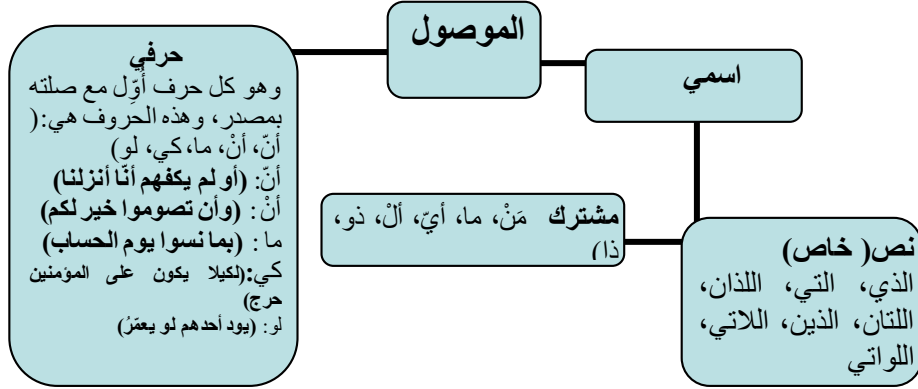 الموصول
اسمي
حرفي
وهو كل حرف أُوِّل مع صلته
بمصدر، وهذه الحروف هي:(
أنّ، أنْ، ما، كي، لو)
أنّ: (أو لم يكفهم أنّا أنزلنا)
أنْ: (وأن تصوموا خير لكم)
ما: (بما نسوا يوم الحساب)
كي:(لكيلا يكون على المؤمنين
حرج)
لو: (يود أحدهم لو يعمّرُ)
مشترك مَنْ، ما، أيّ، ألْ، ذو،
ذا)
نص( خاص)
الذي، التي، اللذان،
اللتان، الذين، اللاتي،
اللواتي